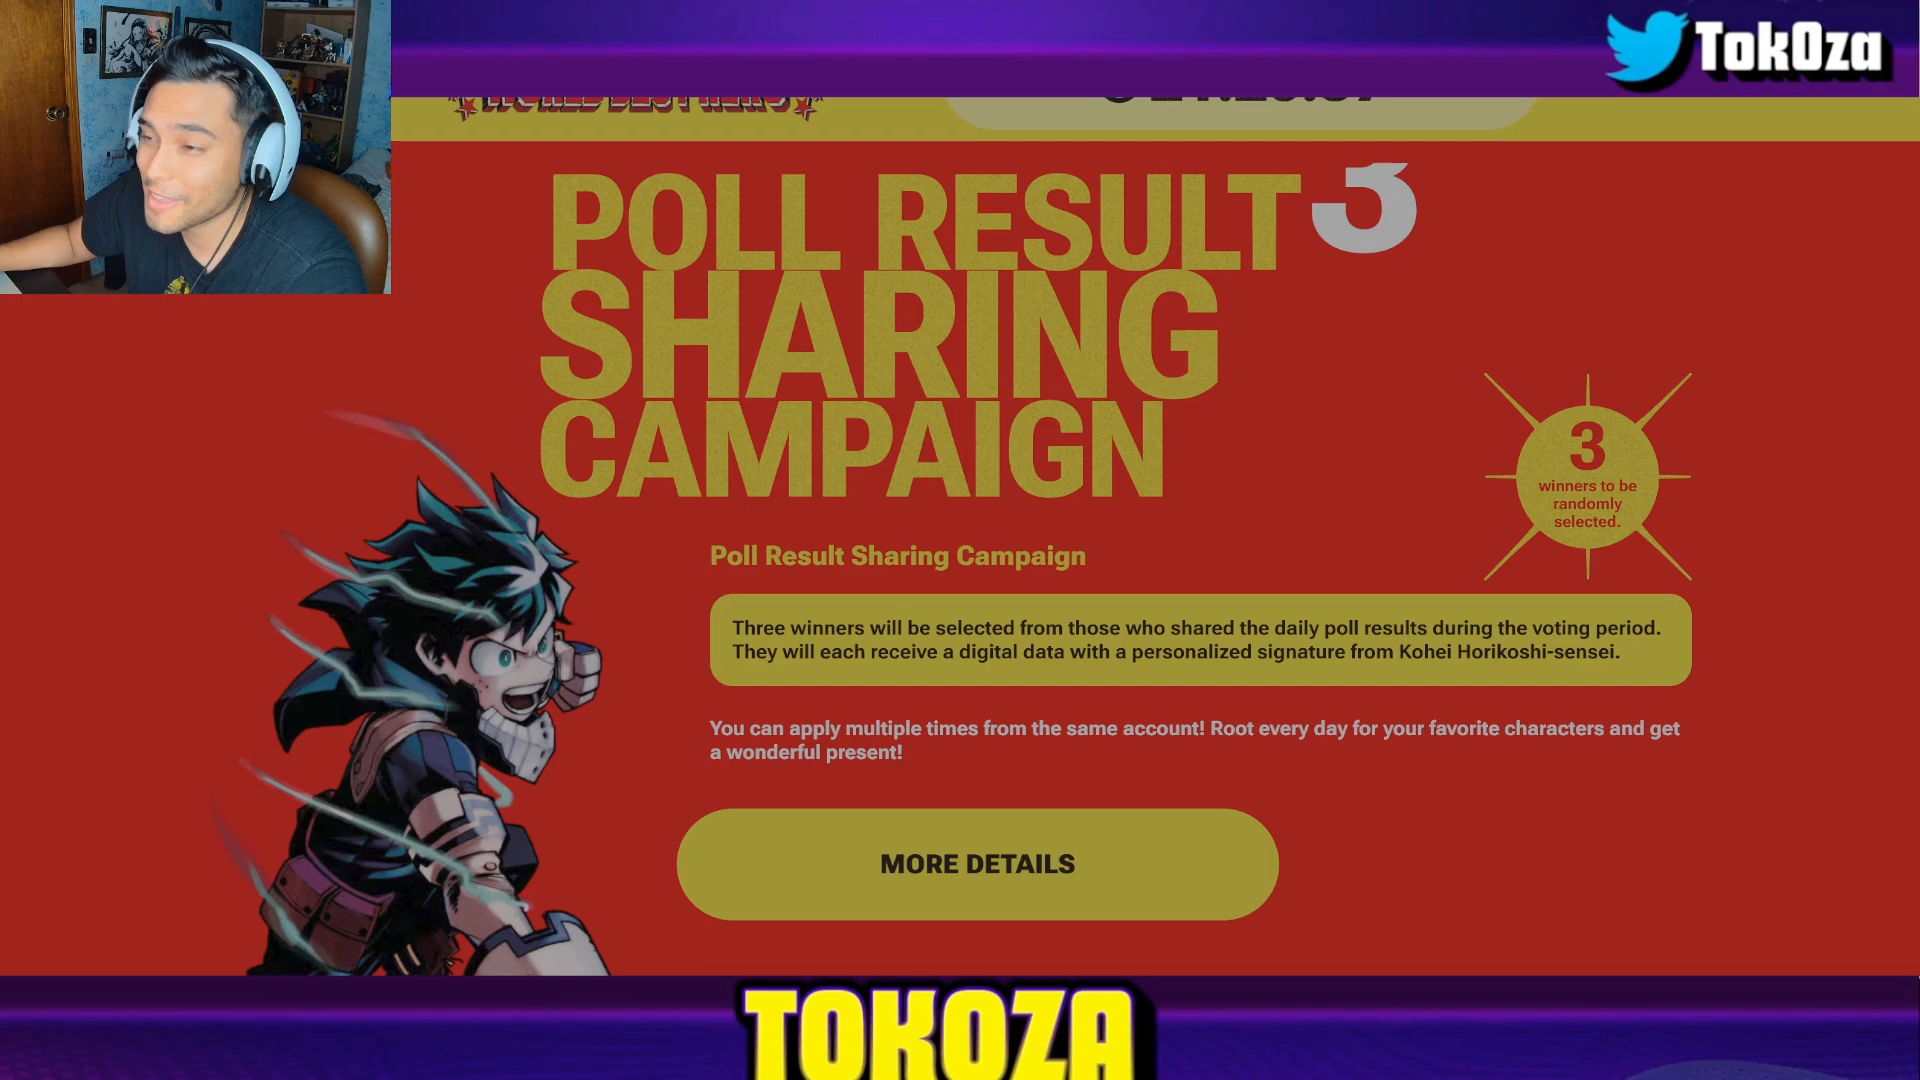 TokOza
POLL RESULT 3
SHARING
CAMPAIGN
3
winners to be
randomly
selected.
Poll Result Sharing Campaign
Three winners will be selected from those who shared the daily poll results during the voting period.
They will each receive a digital data with a personalized signature from Kohei Horikoshi-sensei.
You can apply multiple times from the same account! Root every day for your favorite characters and get
a wonderful present!
MORE DETAILS
TOKOZA